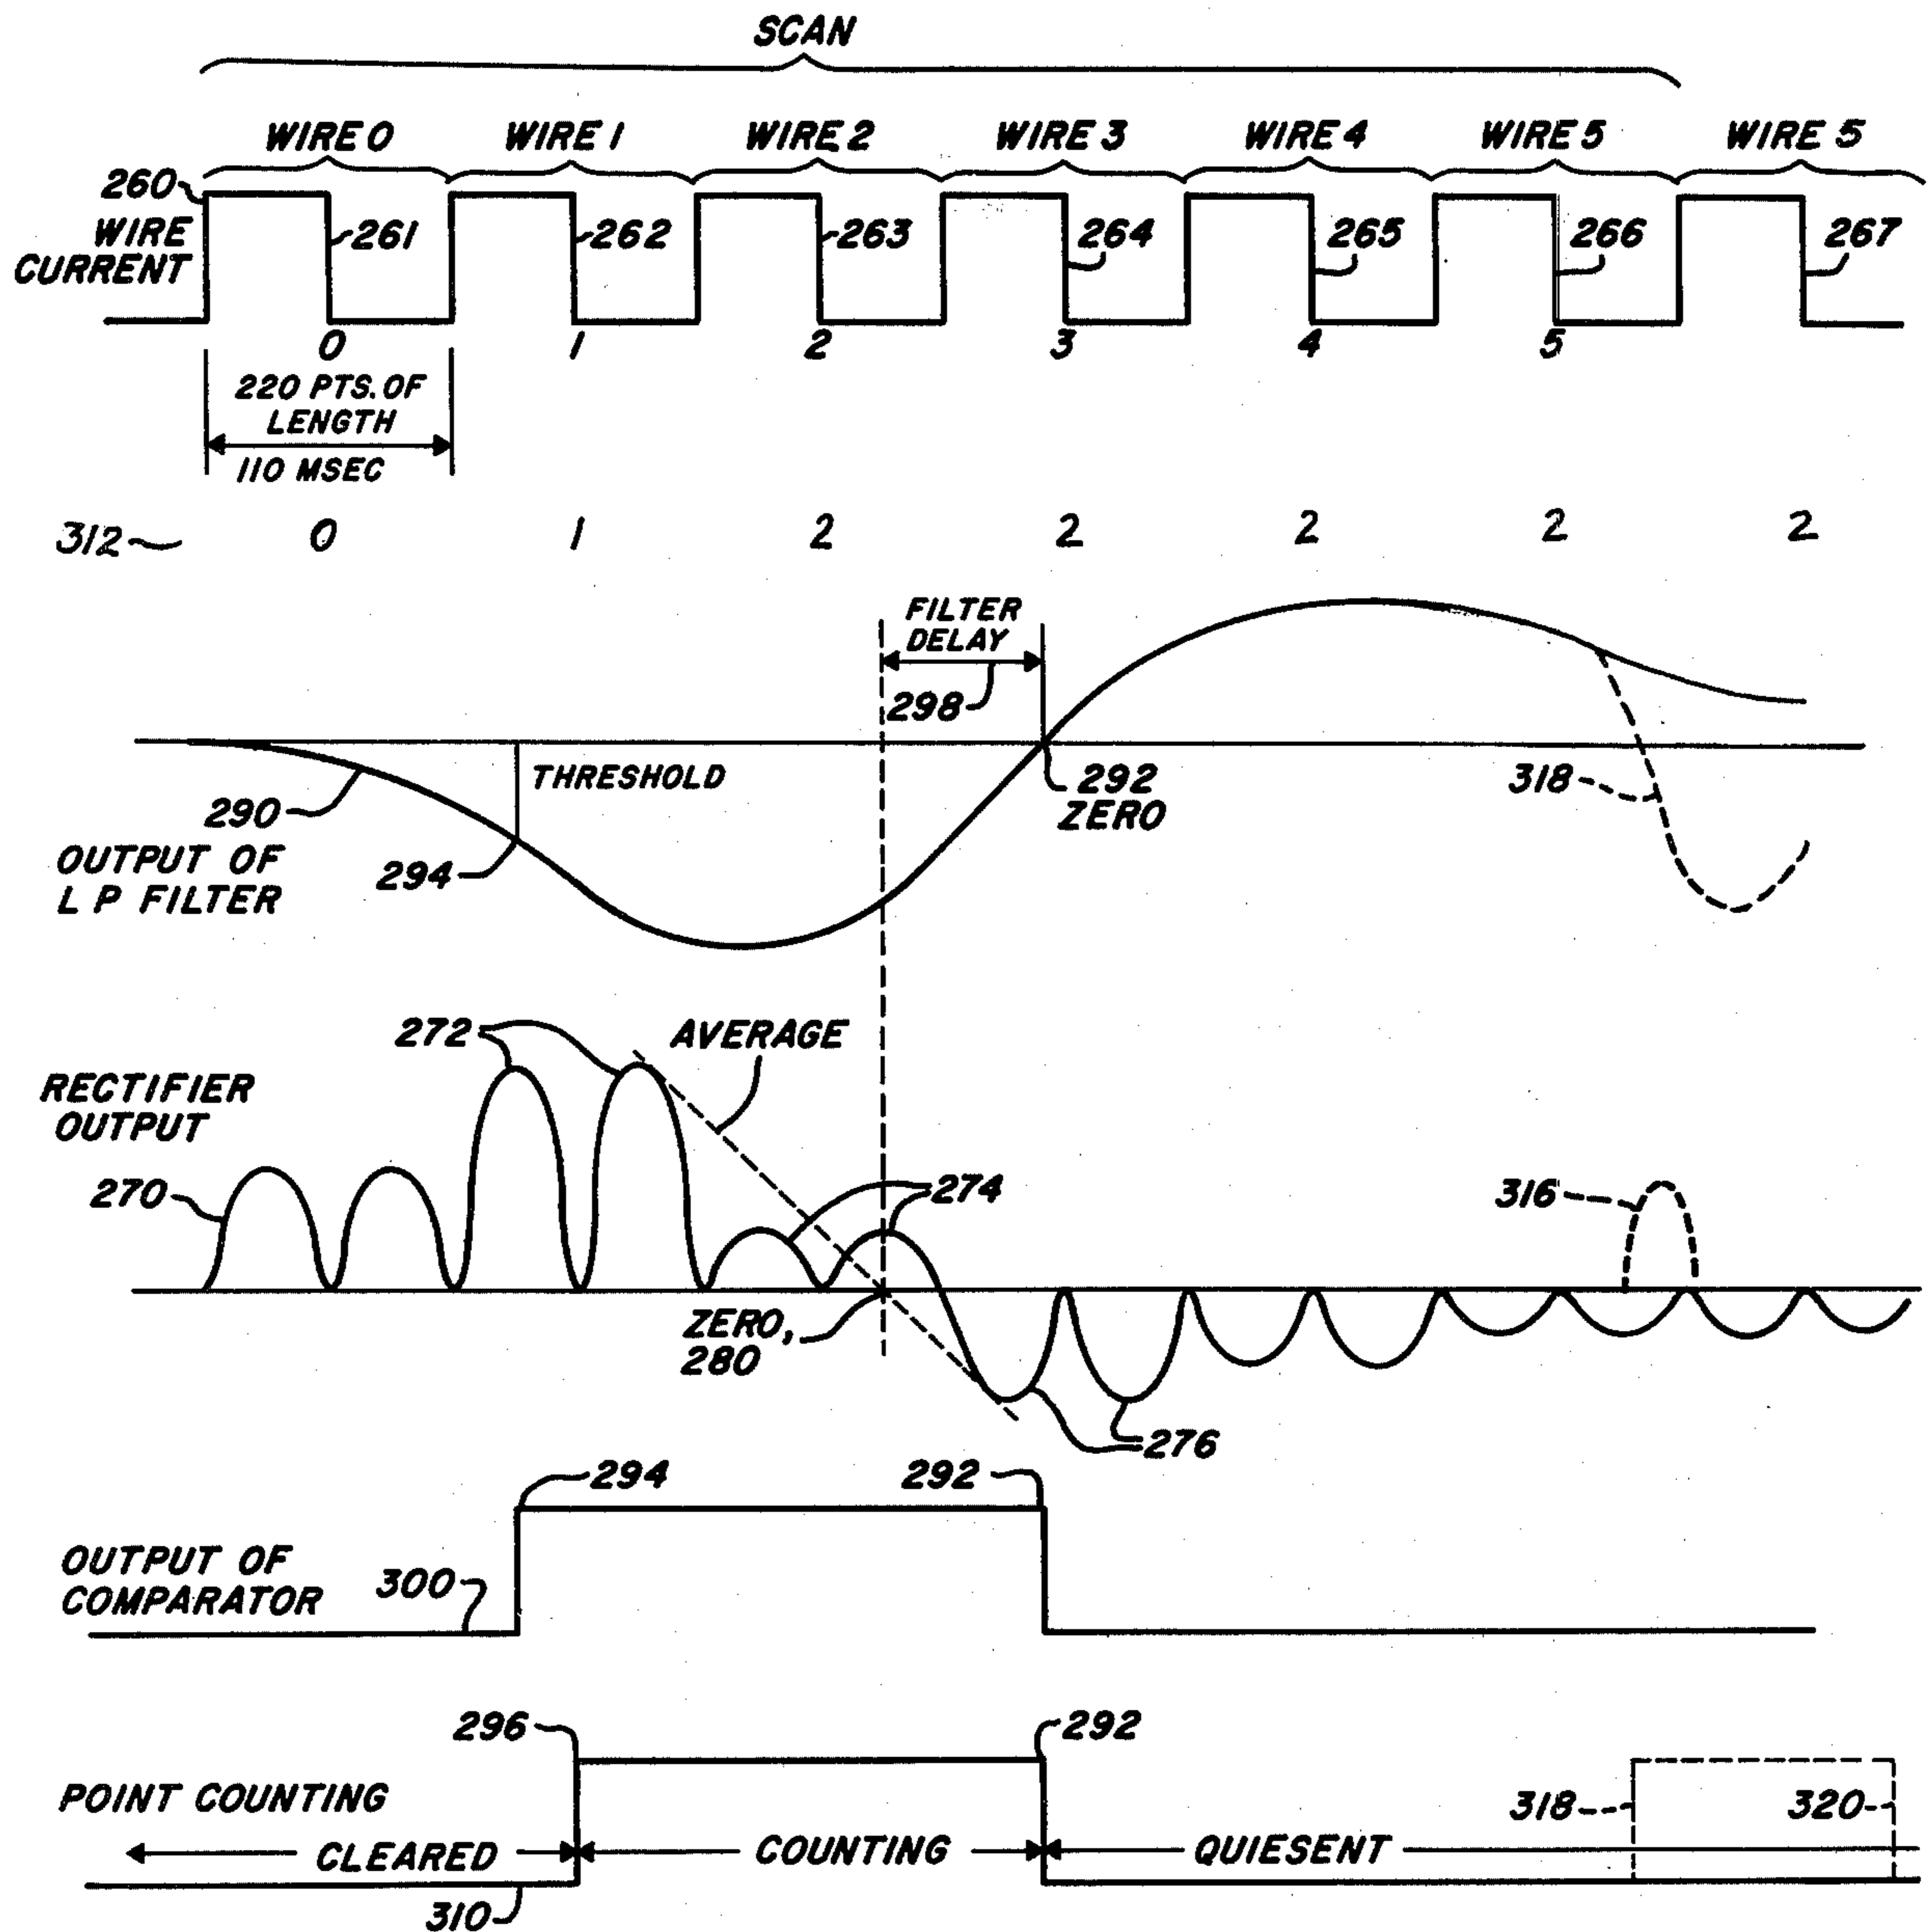 SCAN
WIRE 0 WIRE 1 WIRE 2 WIRE 3 WIRE 4 WIRE 5 WIRE 5
260
WIRE
CURRENT
261 262 263 264 265 266 267
0 1 2 3 4 5
220 PTS. OF
LENGTH
110 MSEC
312 0 1 2 2 2 2 2
FILTER
DELAY
298
THRESHOLD
292
ZERO
318
290
OUTPUT OF
L P FILTER
294
272 AVERAGE
RECTIFIER
OUTPUT
270
274
316
ZERO,
280
276
294 292
OUTPUT OF
COMPARATOR
300
296 292
POINT COUNTING
318 320
CLEARED COUNTING QUIESENT
310